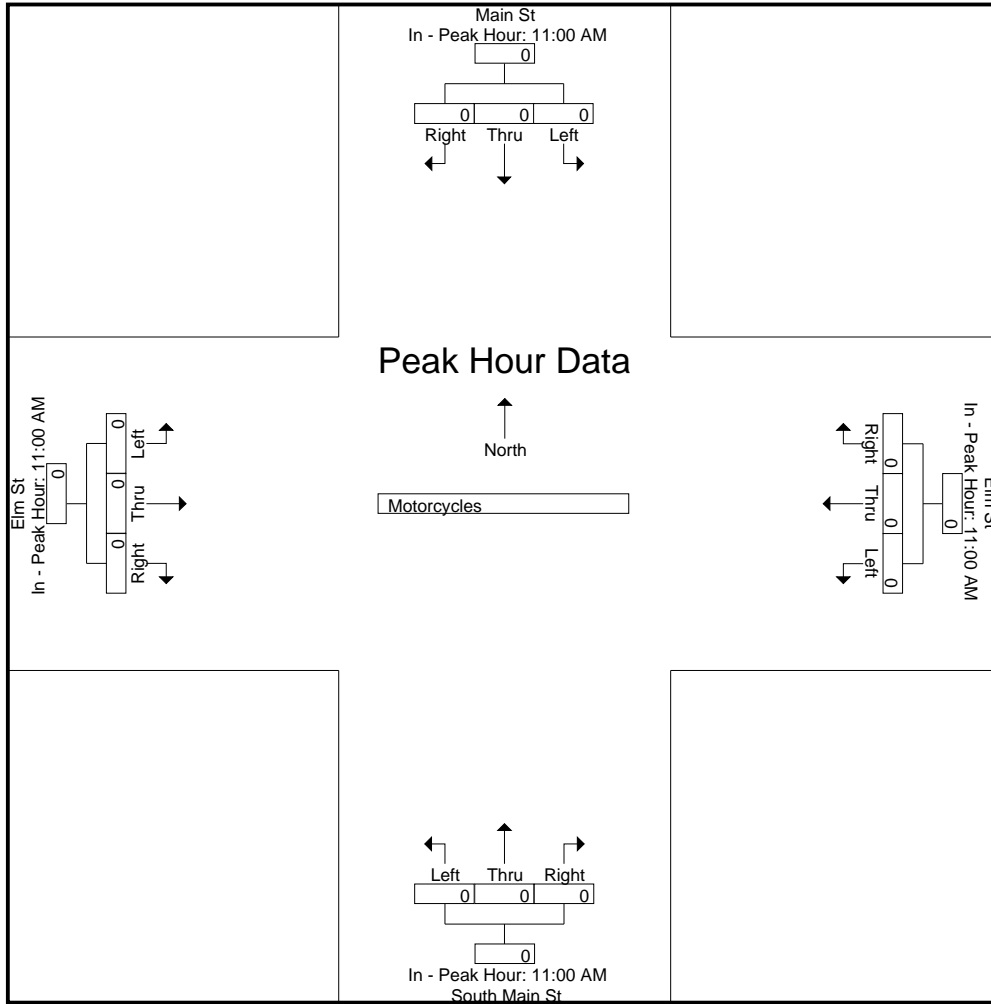 Main St
In - Peak Hour: 11:00 AM
0
0 0 0
Right Thru Left
Peak Hour Data
North
Motorcycles
Elm St
In - Peak Hour: 11:00 AM
0
0 0 0
Left Thru Right
Elm St
In - Peak Hour: 11:00 AM
0
0 0 0
Right Thru Left
Left Thru Right
0 0 0
0
In - Peak Hour: 11:00 AM
South Main St